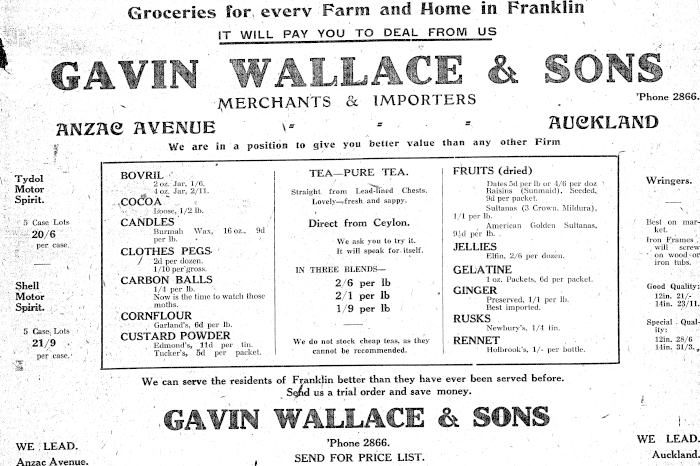 Groceries for every Farm and Home in Franklin
IT WILL PAY YOU TO DEAL FROM US
GAVIN WALLACE & SONS
MERCHANTS & IMPORTERS
'Phone 2866.
ANZAC AVENUE " " " AUCKLAND
We are in a position to give you better value than any other Firm
Tydol
Motor
Spirit.
5 Case Lots
20/6
per case.
Shell
Motor
Spirit.
5 Case Lots
21/9
per case.
BOVRIL
2 oz. Jar, 1/6.
4 oz. Jar, 2/11.
COCOA
Loose, 1/2 lb.
CANDLES
Burmah Wax, 16 oz. 9d
per lb.
CLOTHES PEGS
2d per dozen.
1/10 per gross.
CARBON BALLS
1/1 per lb.
Now is the time to watch those
moths.
CORNFLOUR
Garland's, 6d per lb.
CUSTARD POWDER
Edmond's, 11d per tin.
Tucker's, 5d per packet.
TEA—PURE TEA.
Straight from Lead-lined Chests.
Lovely—fresh and sappy.
Direct from Ceylon.
We ask you to try it.
It will speak for itself.
IN THREE BLENDS—
2/6 per lb
2/1 per lb
1/9 per lb
We do not stock cheap teas, as they
cannot be recommended.
FRUITS (dried)
Dates 5d per lb or 4/6 per doz
Raisins (Sunmaid), Seeded,
9d per packet.
Sultanas (3 Crown, Mildura),
1/1 per lb.
American Golden Sultanas,
9½d per lb.
JELLIES
Elfin, 2/6 per dozen.
GELATINE
1 oz. Packets, 6d per packet.
GINGER
Preserved, 1/1 per lb.
Best imported.
RUSKS
Newbury's, 1/4 tin.
RENNET
Holbrook's, 1/- per bottle.
Wringers.
Best on mar-
ket.
Iron Frames
will screw
on wood or
iron tubs.
Good Quality:
12in. 21/-
14in. 23/11.
Special Qual-
ity:
12in. 28/6
14in. 31/3.
We can serve the residents of Franklin better than they have ever been served before.
Send us a trial order and save money.
GAVIN WALLACE & SONS
'Phone 2866.
SEND FOR PRICE LIST.
WE LEAD.
Anzac Avenue.
WE LEAD.
Auckland.